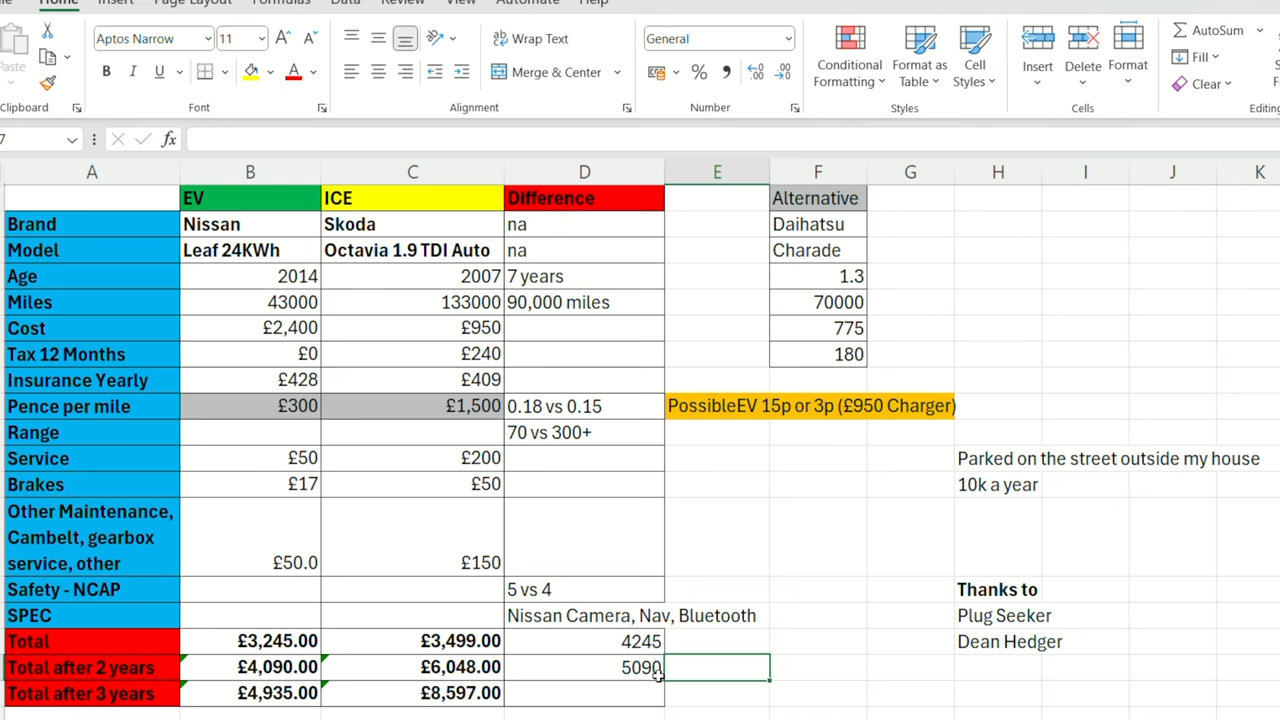 Home Insert Page Layout Formulas Data Review View Automate Help
Paste
Aptos Narrow 11 A A
B I U A
Wrap Text
Merge & Center
General
% 9
Conditional Formatting
Format as Table
Cell Styles
Insert Delete Format
AutoSum
Fill
Clear
Clipboard Font Alignment Number Styles Cells Editing
7 fx
A B C D E F G H I J K
EV ICE Difference Alternative
Brand Nissan Skoda na Daihatsu
Model Leaf 24KWh Octavia 1.9 TDI Auto na Charade
Age 2014 2007 7 years 1.3
Miles 43000 133000 90,000 miles 70000
Cost £2,400 £950 775
Tax 12 Months £0 £240 180
Insurance Yearly £428 £409
Pence per mile £300 £1,500 0.18 vs 0.15 PossibleEV 15p or 3p (£950 Charger)
Range 70 vs 300+
Service £50 £200 Parked on the street outside my house
Brakes £17 £50 10k a year
Other Maintenance,
Cambelt, gearbox
service, other £50.0 £150
Safety - NCAP 5 vs 4 Thanks to
SPEC Nissan Camera, Nav, Bluetooth Plug Seeker
Total £3,245.00 £3,499.00 4245 Dean Hedger
Total after 2 years £4,090.00 £6,048.00 5090
Total after 3 years £4,935.00 £8,597.00